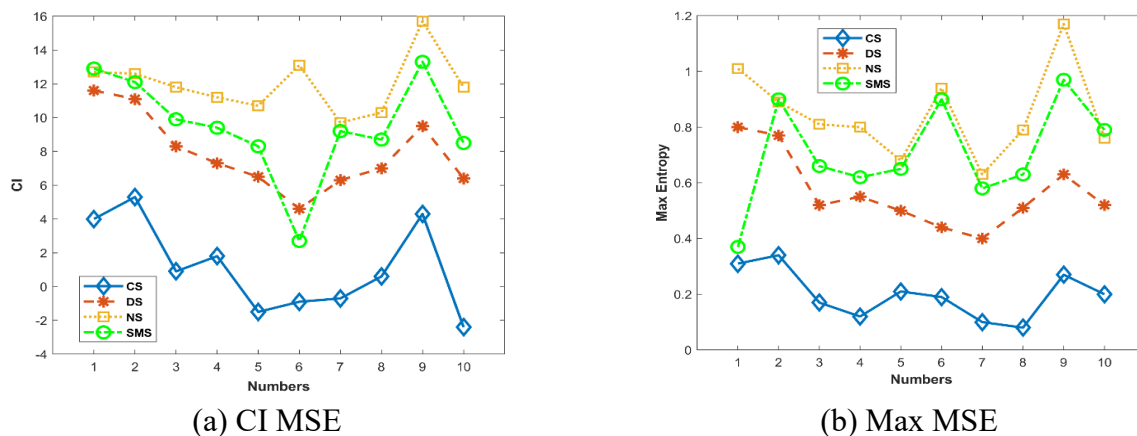 16
14
12
10
8
6
4
2
0
-2
-4
CI
CS
DS
NS
SMS
1 2 3 4 5 6 7 8 9 10
Numbers
(a) CI MSE
1.2
1
0.8
0.6
0.4
0.2
0
Max Entropy
CS
DS
NS
SMS
1 2 3 4 5 6 7 8 9 10
Numbers
(b) Max MSE